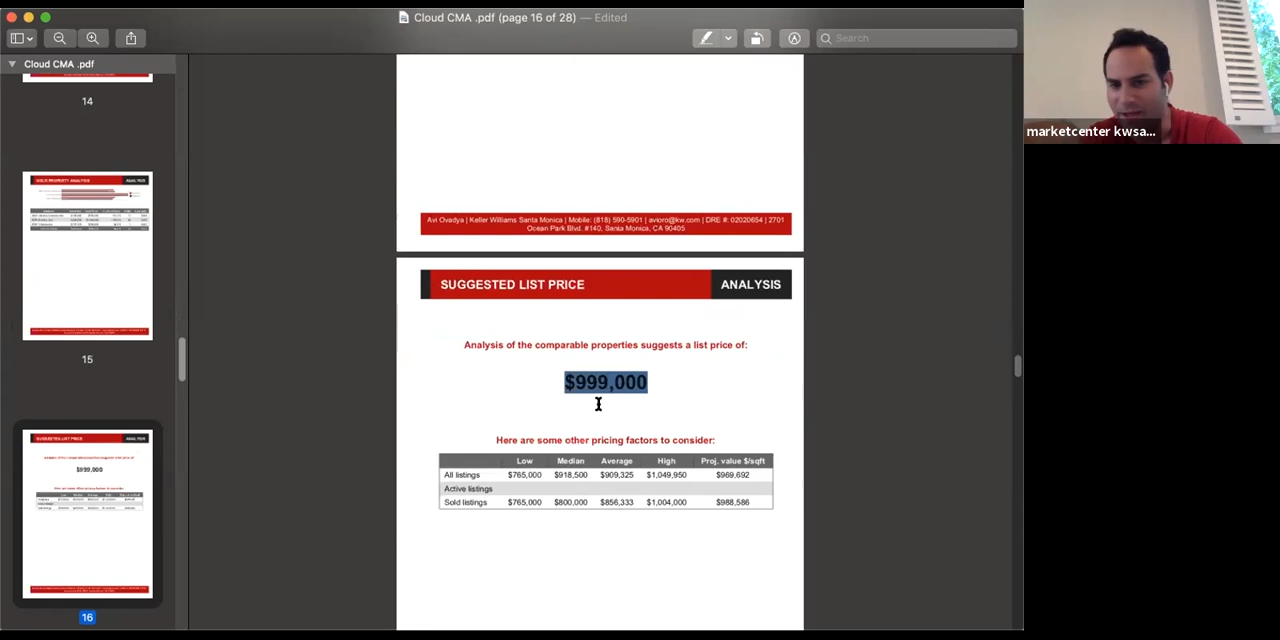 Cloud CMA .pdf (page 16 of 28) — Edited
Search
Cloud CMA .pdf
14
SOLD PROPERTY ANALYSIS
ANALYSIS
15
SUGGESTED LIST PRICE
ANALYSIS
$999,000
16
Avi Ovadya | Keller Williams Santa Monica | Mobile: (818) 590-5901 | avioro@kw.com | DRE #: 02020654 | 2701
Ocean Park Blvd. #140, Santa Monica, CA 90405
SUGGESTED LIST PRICE
ANALYSIS
Analysis of the comparable properties suggests a list price of:
$999,000
Here are some other pricing factors to consider:
Low Median Average High Proj. value $/sqft
All listings $765,000 $918,500 $909,325 $1,049,950 $969,692
Active listings
Sold listings $765,000 $800,000 $856,333 $1,004,000 $988,586
marketcenter kwsa...